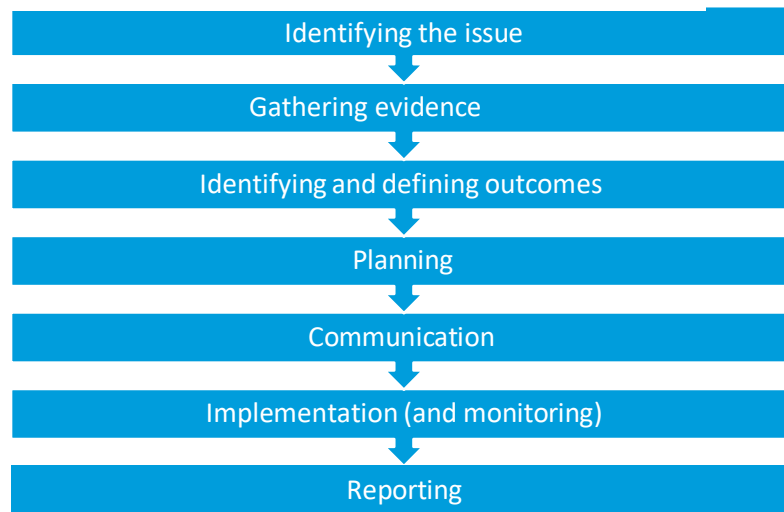 Identifying the issue
Gathering evidence
Identifying and defining outcomes
Planning
Communication
Implementation (and monitoring)
Reporting